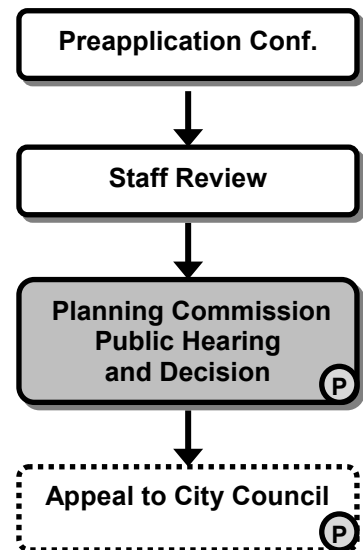 Preapplication Conf.
Staff Review
Planning Commission
Public Hearing
and Decision
P
Appeal to City Council
P